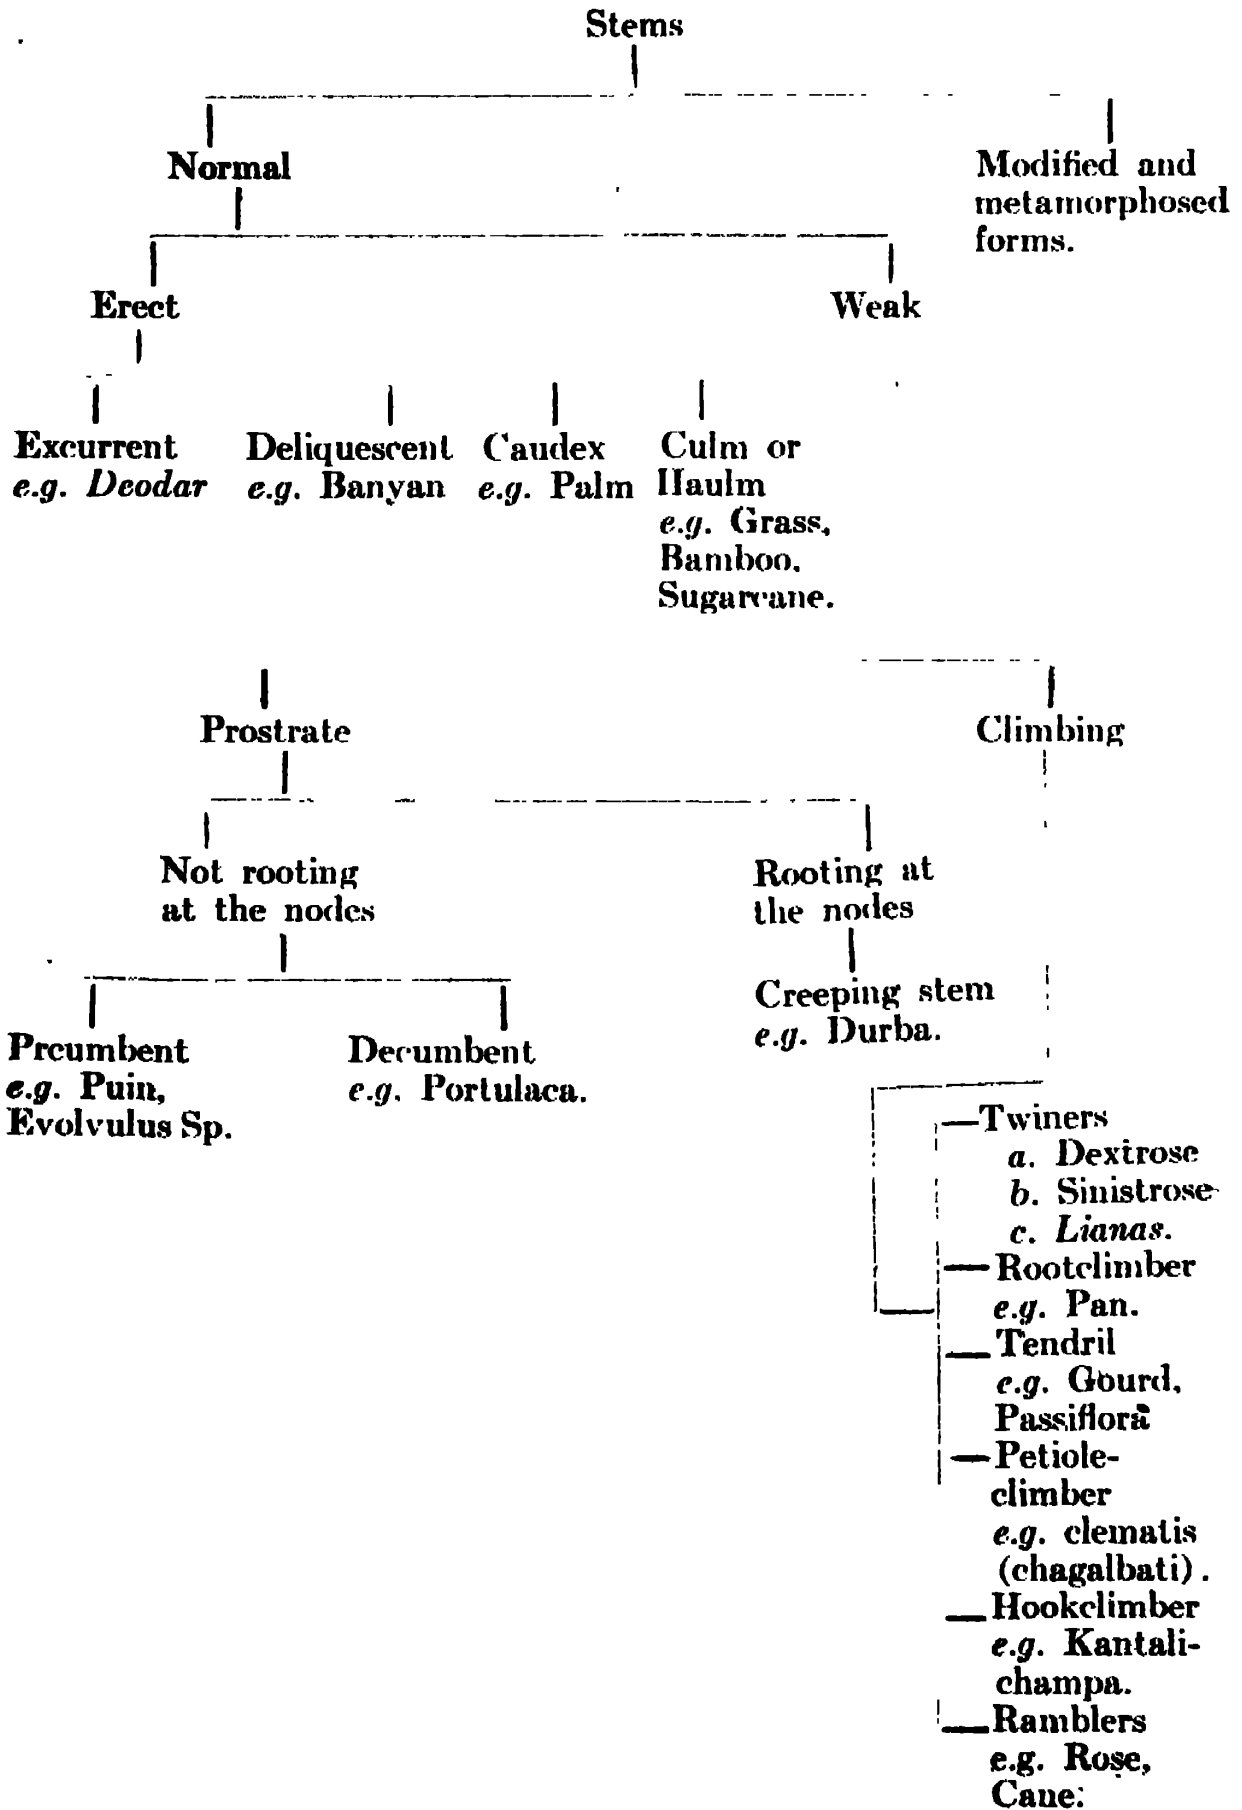 Stems
Normal
Modified and
metamorphosed
forms.
Erect
Weak
Excurrent
e.g. Deodar
Deliquescent
e.g. Banyan
Caudex
e.g. Palm
Culm or
Haulm
e.g. Grass,
Bamboo,
Sugarcane.
Prostrate
Climbing
Not rooting
at the nodes
Rooting at
the nodes
Creeping stem
e.g. Durba.
Prcumbent
e.g. Puin,
Evolvulus Sp.
Decumbent
e.g. Portulaca.
Twiners
a. Dextrose
b. Sinistrose
c. Lianas.
Rootclimber
e.g. Pan.
Tendril
e.g. Gourd,
Passiflora
Petiole-
climber
e.g. clematis
(chagalbati).
Hookclimber
e.g. Kantali-
champa.
Ramblers
e.g. Rose,
Cane.